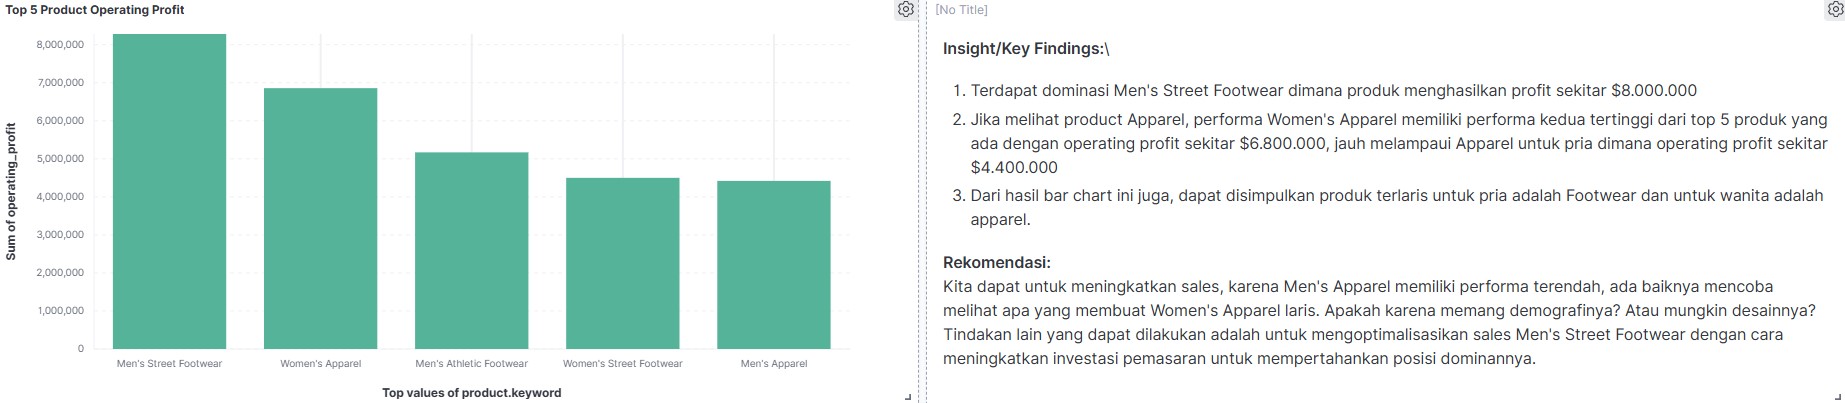 Top 5 Product Operating Profit
8,000,000
7,000,000
6,000,000
5,000,000
4,000,000
3,000,000
2,000,000
1,000,000
0
Sum of operating_profit
Men's Street Footwear
Women's Apparel
Men's Athletic Footwear
Women's Street Footwear
Men's Apparel
Top values of product.keyword
[No Title]
Insight/Key Findings:\
1. Terdapat dominasi Men's Street Footwear dimana produk menghasilkan profit sekitar $8.000.000
2. Jika melihat product Apparel, performa Women's Apparel memiliki performa kedua tertinggi dari top 5 produk yang
ada dengan operating profit sekitar $6.800.000, jauh melampaui Apparel untuk pria dimana operating profit sekitar
$4.400.000
3. Dari hasil bar chart ini juga, dapat disimpulkan produk terlaris untuk pria adalah Footwear dan untuk wanita adalah
apparel.
Rekomendasi:
Kita dapat untuk meningkatkan sales, karena Men's Apparel memiliki performa terendah, ada baiknya mencoba
melihat apa yang membuat Women's Apparel laris. Apakah karena memang demografinya? Atau mungkin desainnya?
Tindakan lain yang dapat dilakukan adalah untuk mengoptimalisasikan sales Men's Street Footwear dengan cara
meningkatkan investasi pemasaran untuk mempertahankan posisi dominannya.